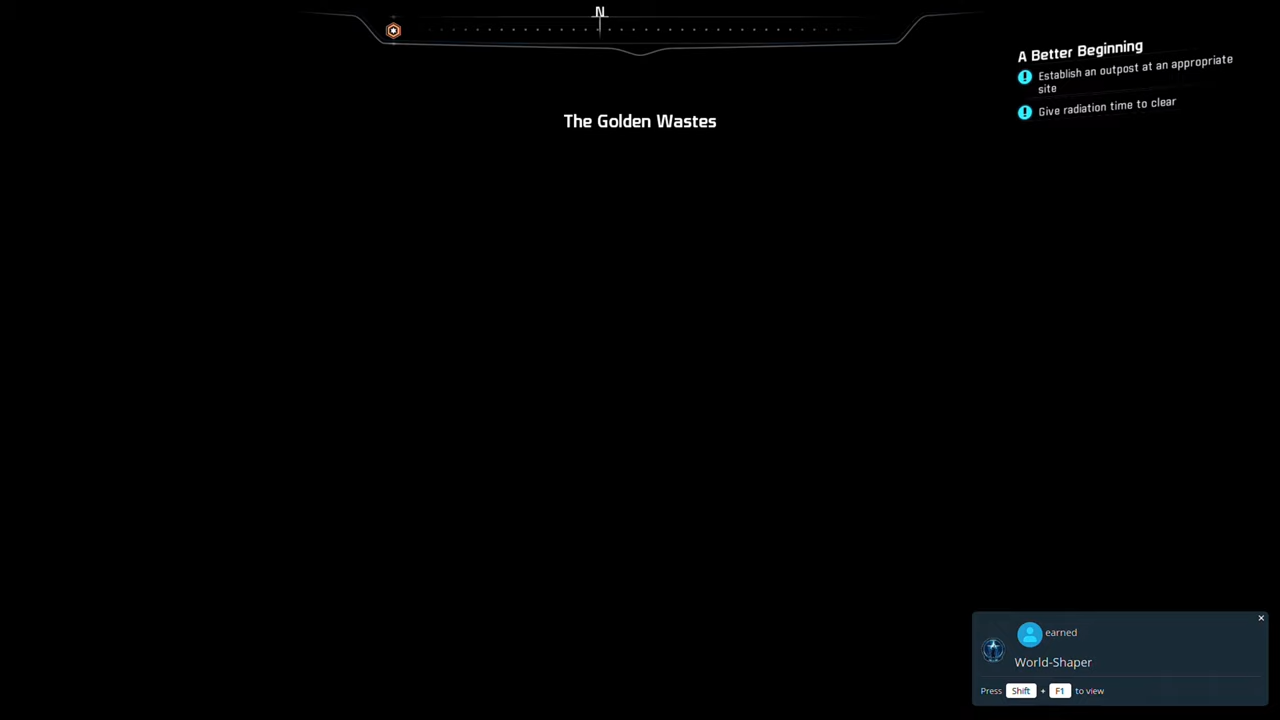 N
A Better Beginning
Establish an outpost at an appropriate
site
Give radiation time to clear
The Golden Wastes
earned
World-Shaper
Press Shift + F1 to view